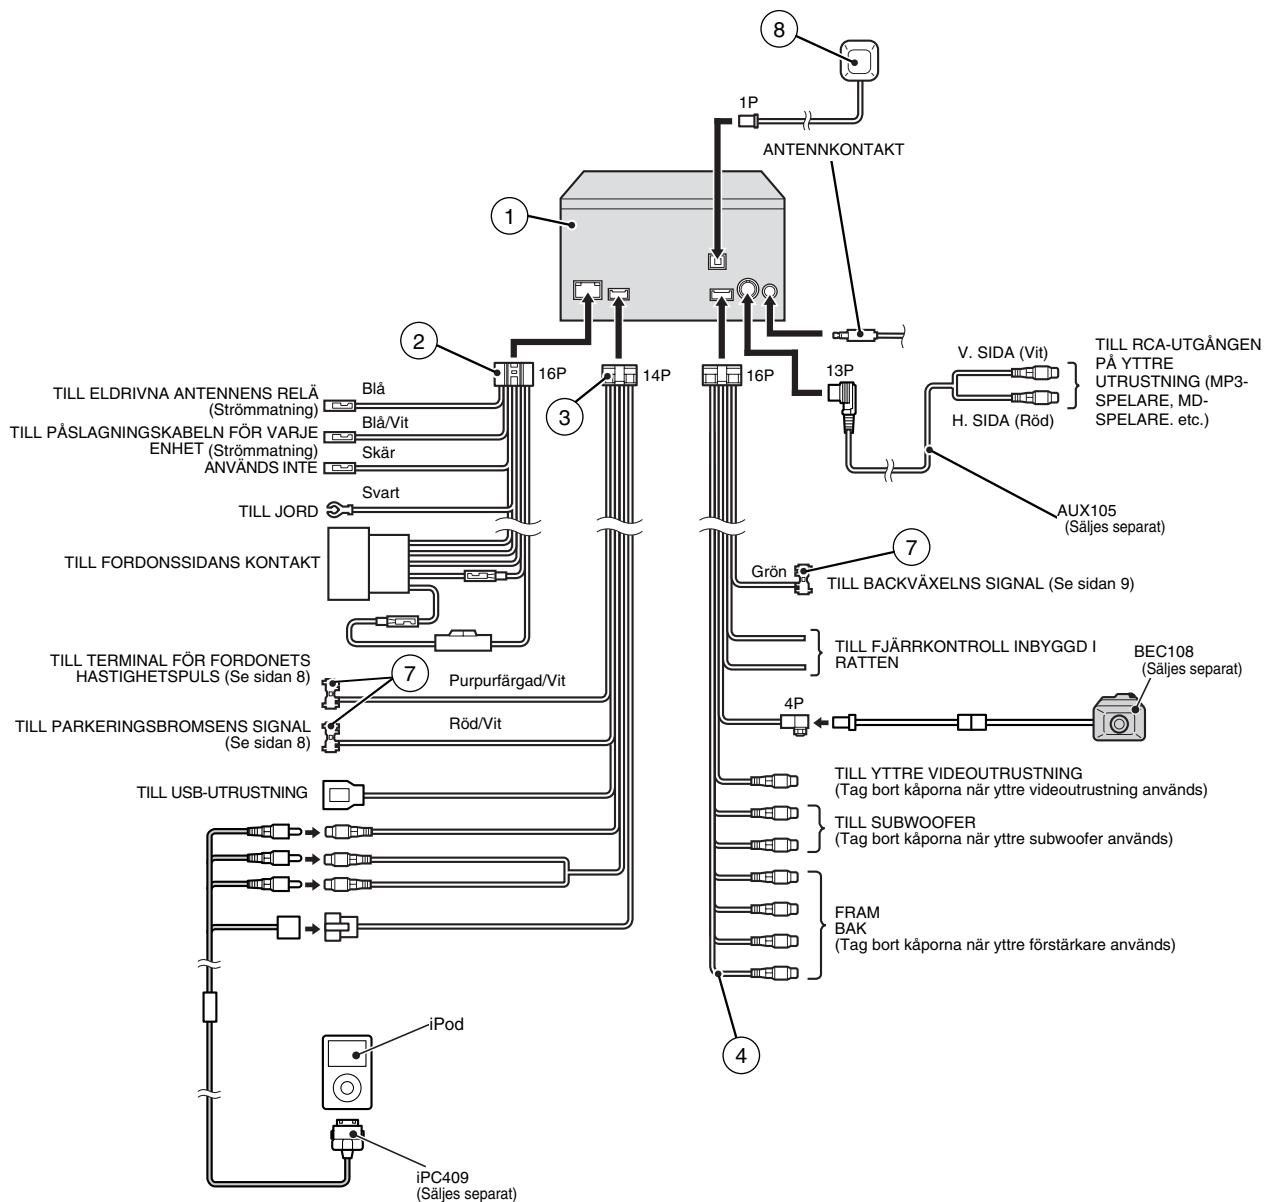 8
1P
ANTENNKONTAKT
1
2
16P
14P
16P
13P
3
V. SIDA (Vit)
H. SIDA (Röd)
TILL RCA-UTGÅNGEN
PÅ YTTRE
UTRUSTNING (MP3-
SPELARE, MD-
SPELARE. etc.)
AUX105
(Säljes separat)
TILL ELDRIVNA ANTENNENS RELÄ
(Strömmatning)
Blå
TILL PÅSLAGNINGSKABELN FÖR VARJE
ENHET (Strömmatning)
Blå/Vit
ANVÄNDS INTE
Skär
TILL JORD
Svart
TILL FORDONSSIDANS KONTAKT
7
Grön
TILL BACKVÄXELNS SIGNAL (Se sidan 9)
TILL FJÄRRKONTROLL INBYGGD I
RATTEN
BEC108
(Säljes separat)
4P
TILL TERMINAL FÖR FORDONETS
HASTIGHETSPULS (Se sidan 8)
7
Purpurfärgad/Vit
TILL PARKERINGSBROMSENS SIGNAL
(Se sidan 8)
Röd/Vit
TILL USB-UTRUSTNING
TILL YTTRE VIDEOUTRUSTNING
(Tag bort kåporna när yttre videoutrustning används)
TILL SUBWOOFER
(Tag bort kåporna när yttre subwoofer används)
FRAM
BAK
(Tag bort kåporna när yttre förstärkare används)
4
iPod
iPC409
(Säljes separat)